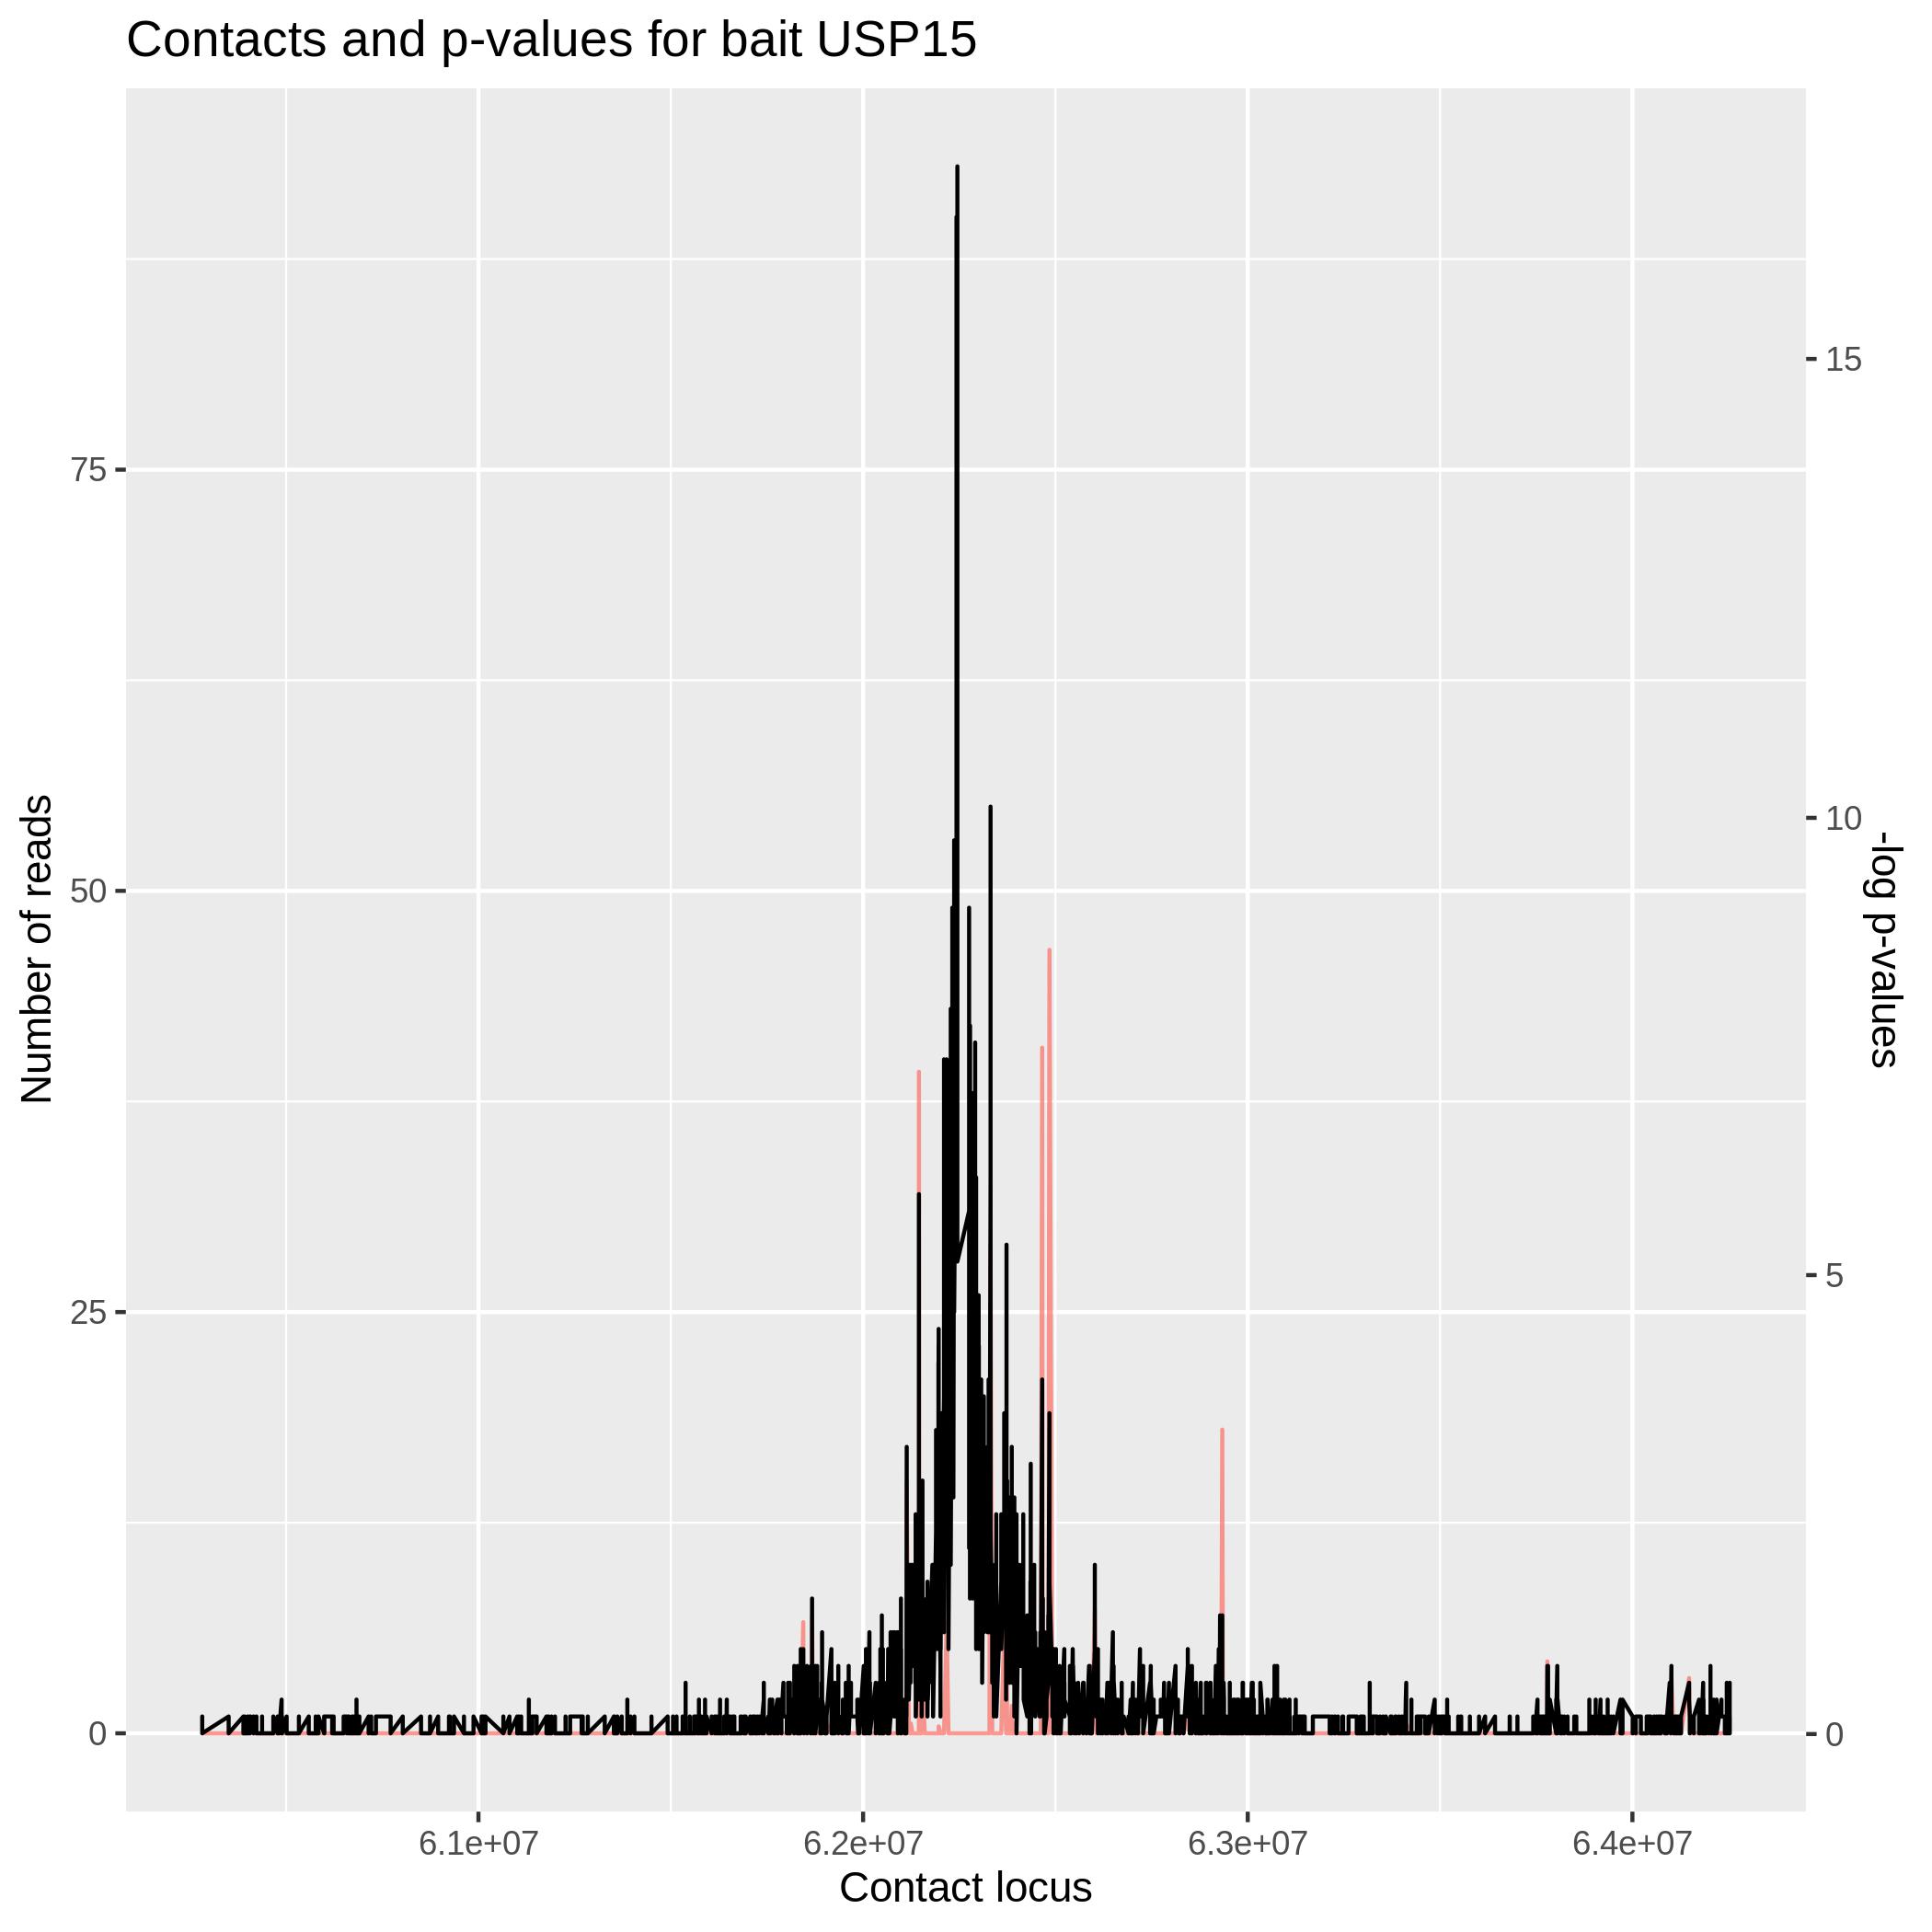 Contacts and p-values for bait USP15
Number of reads
75
50
25
0
15
10
5
0
-log p-values
6.1e+07
6.2e+07
6.3e+07
6.4e+07
Contact locus